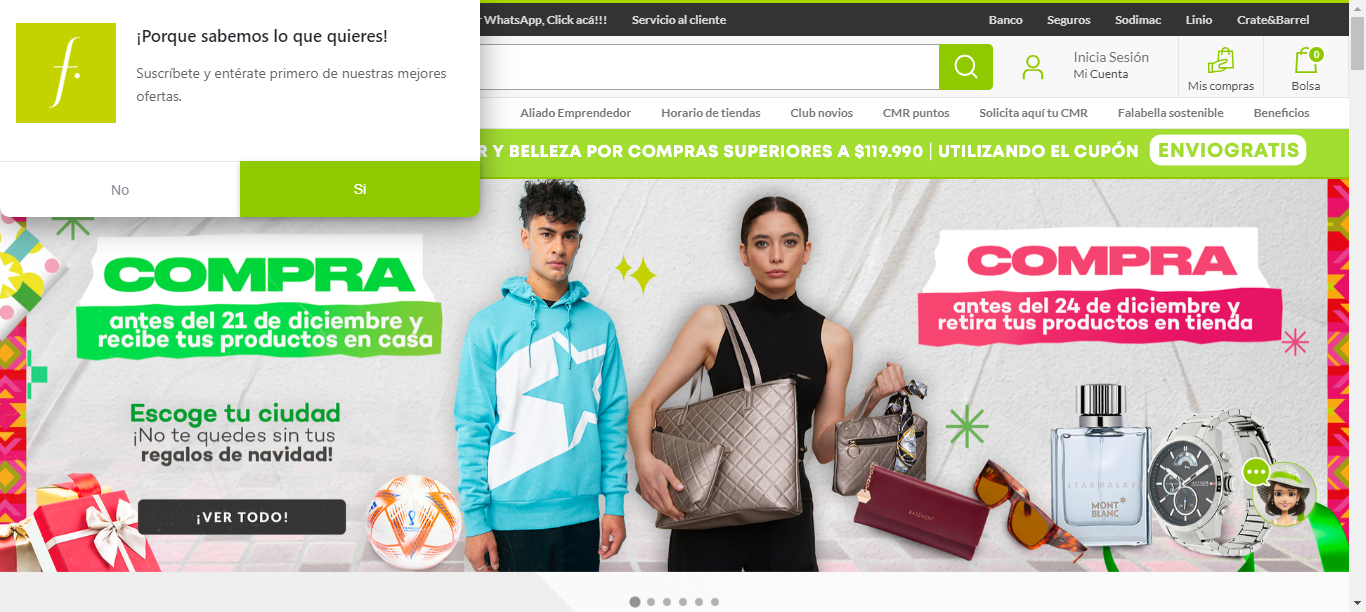 f.
¡Porque sabemos lo que quieres!
Suscríbete y entérate primero de nuestras mejores
ofertas.
No
Si
WhatsApp, Click acá!!!
Servicio al cliente
Banco
Seguros
Sodimac
Linio
Crate&Barrel
Inicia Sesión
Mi Cuenta
Mis compras
0
Bolsa
Aliado Emprendedor
Horario de tiendas
Club novios
CMR puntos
Solicita aquí tu CMR
Falabella sostenible
Beneficios
Y BELLEZA POR COMPRAS SUPERIORES A $119.990 | UTILIZANDO EL CUPÓN ENVIOGRATIS
COMPRA
antes del 21 de diciembre y
recibe tus productos en casa
Escoge tu ciudad
¡No te quedes sin tus
regalos de navidad!
¡VER TODO!
COMPRA
antes del 24 de diciembre y
retira tus productos en tienda
BASEMENT
STARWALKER
MONT
BLANC